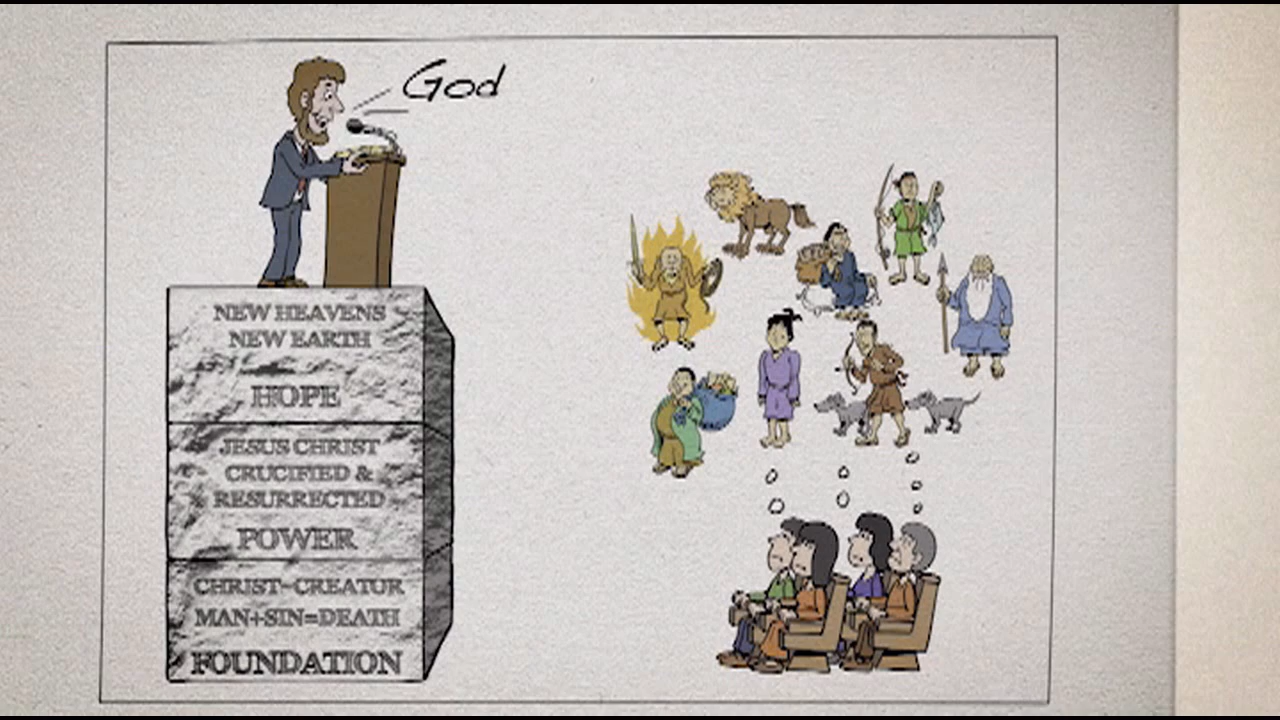 God
NEW HEAVENS
NEW EARTH
HOPE
JESUS CHRIST
CRUCIFIED &
RESURRECTED
POWER
CHRIST=CREATOR
MAN+SIN=DEATH
FOUNDATION